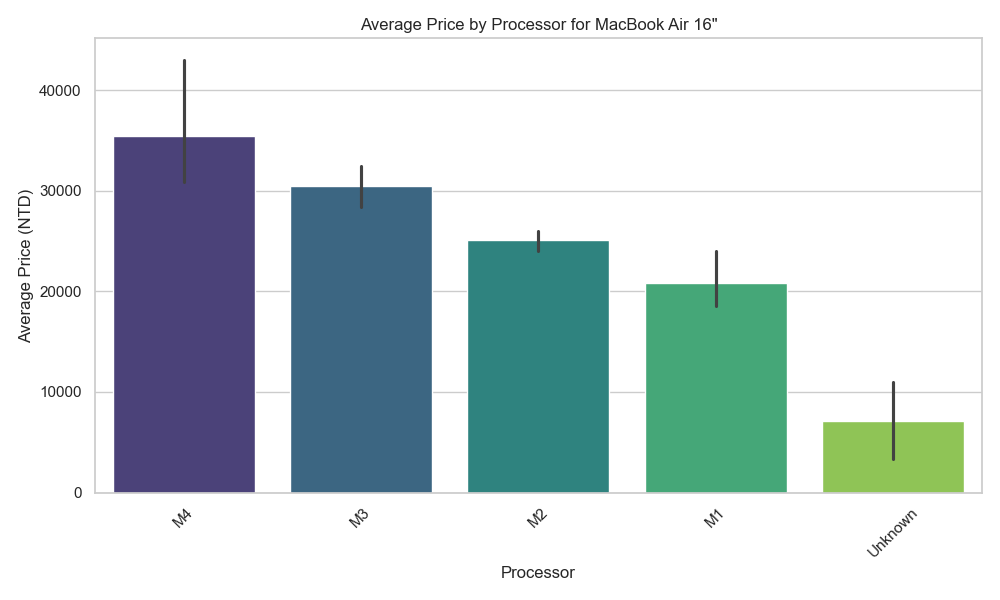 Average Price by Processor for MacBook Air 16"
Average Price (NTD)
40000
30000
20000
10000
0
M4
M3
M2
M1
Unknown
Processor